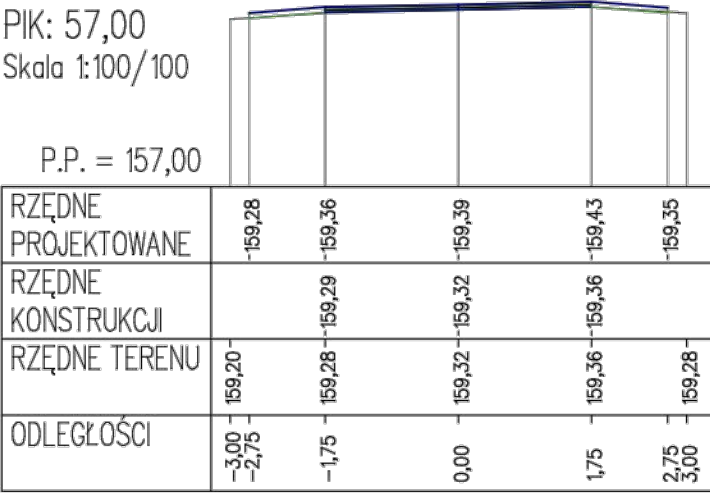 PIK: 57,00
Skala 1:100/100
P.P. = 157,00
RZĘDNE
PROJEKTOWANE
159,28
159,36
159,39
159,43
159,35
RZĘDNE
KONSTRUKCJI
159,29
159,32
159,36
RZĘDNE TERENU
159,20
159,28
159,32
159,36
159,28
ODLEGŁOŚCI
-3,00
-2,75
-1,75
0,00
1,75
2,75
3,00